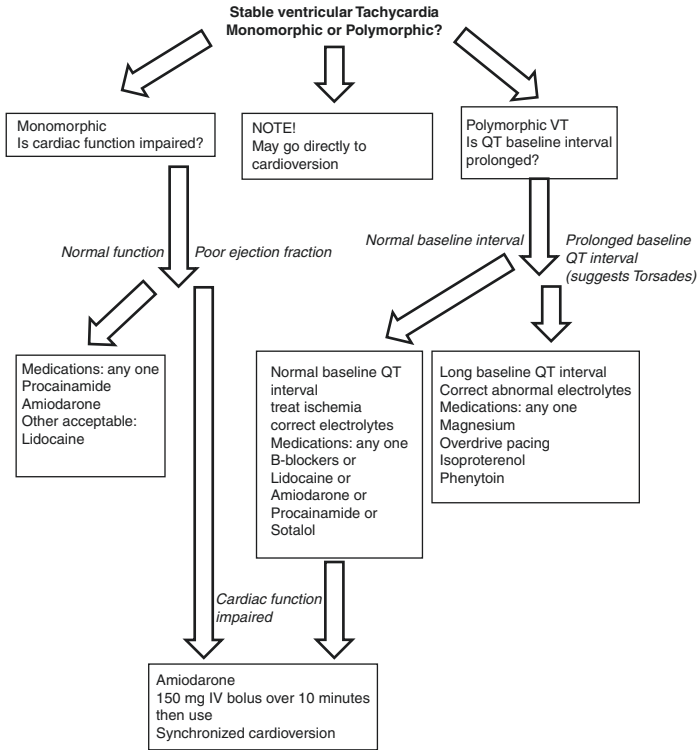 Stable ventricular Tachycardia
Monomorphic or Polymorphic?
Monomorphic
Is cardiac function impaired?
NOTE!
May go directly to
cardioversion
Polymorphic VT
Is QT baseline interval
prolonged?
Normal function
Poor ejection fraction
Normal baseline interval
Prolonged baseline
QT interval
(suggests Torsades)
Medications: any one
Procainamide
Amiodarone
Other acceptable:
Lidocaine
Normal baseline QT
interval
treat ischemia
correct electrolytes
Medications: any one
B-blockers or
Lidocaine or
Amiodarone or
Procainamide or
Sotalol
Long baseline QT interval
Correct abnormal electrolytes
Medications: any one
Magnesium
Overdrive pacing
Isoproterenol
Phenytoin
Cardiac function
impaired
Amiodarone
150 mg IV bolus over 10 minutes
then use
Synchronized cardioversion